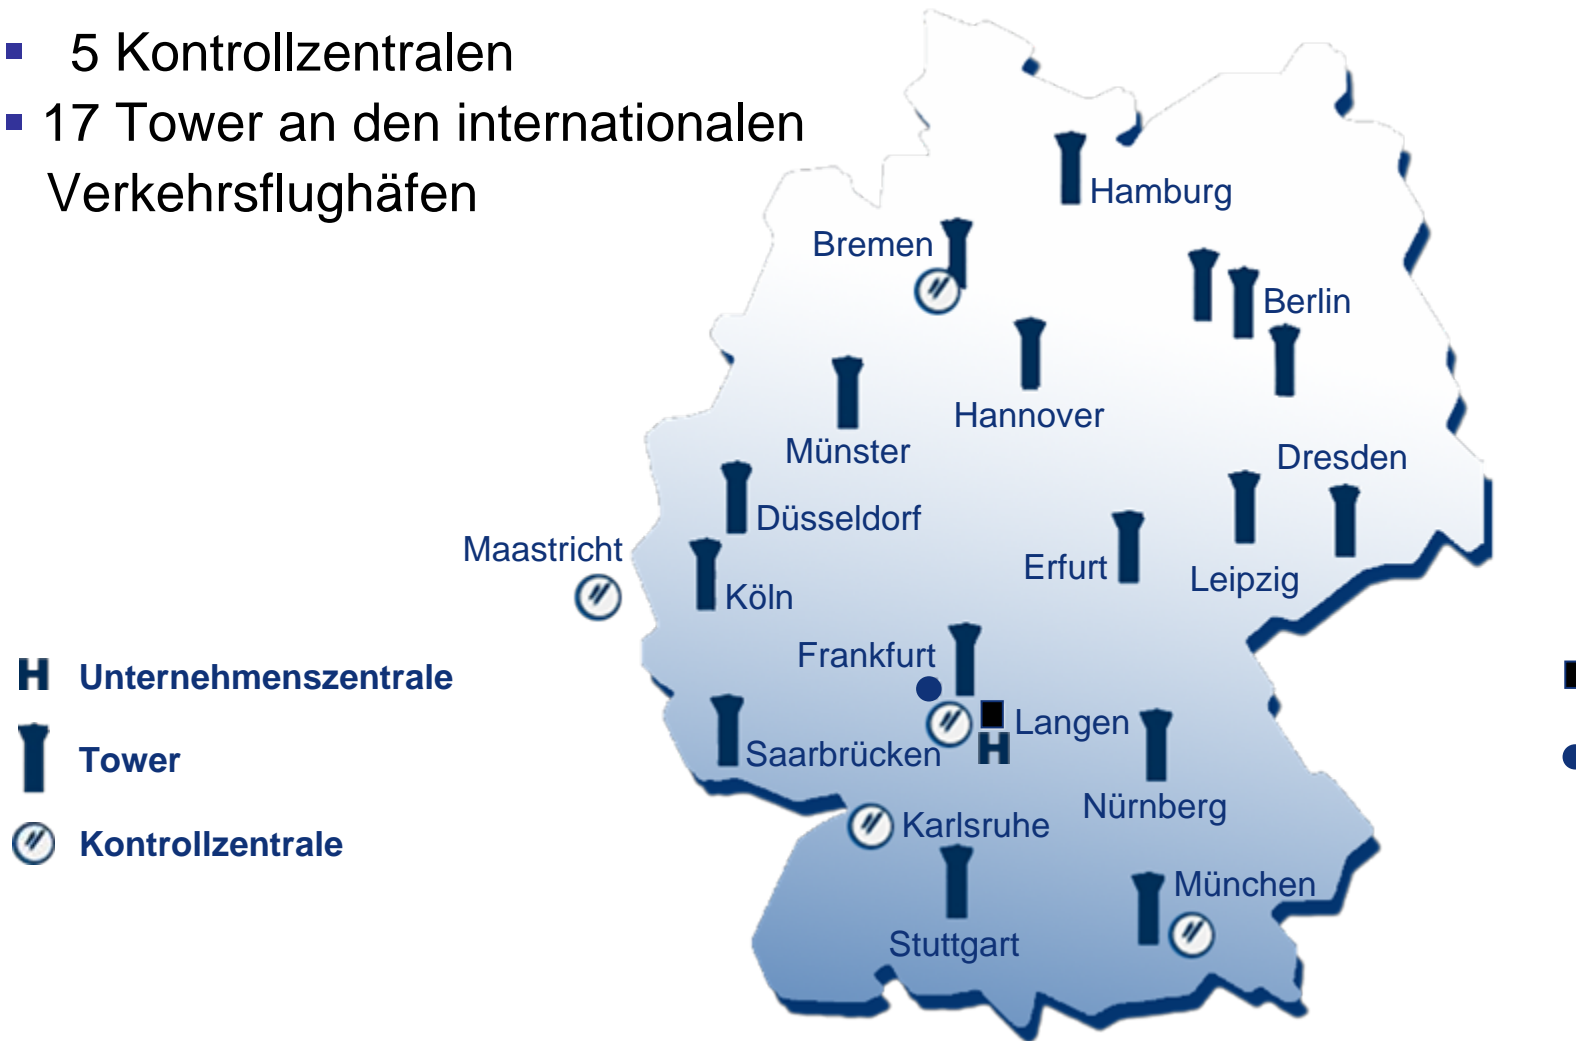 5 Kontrollzentralen
17 Tower an den internationalen
Verkehrsflughäfen
Hamburg
Bremen
Berlin
Hannover
Münster
Dresden
Düsseldorf
Maastricht
Erfurt
Leipzig
Köln
Frankfurt
H Unternehmenszentrale
Langen
H
Saarbrücken
Tower
Nürnberg
Karlsruhe
Kontrollzentrale
München
Stuttgart